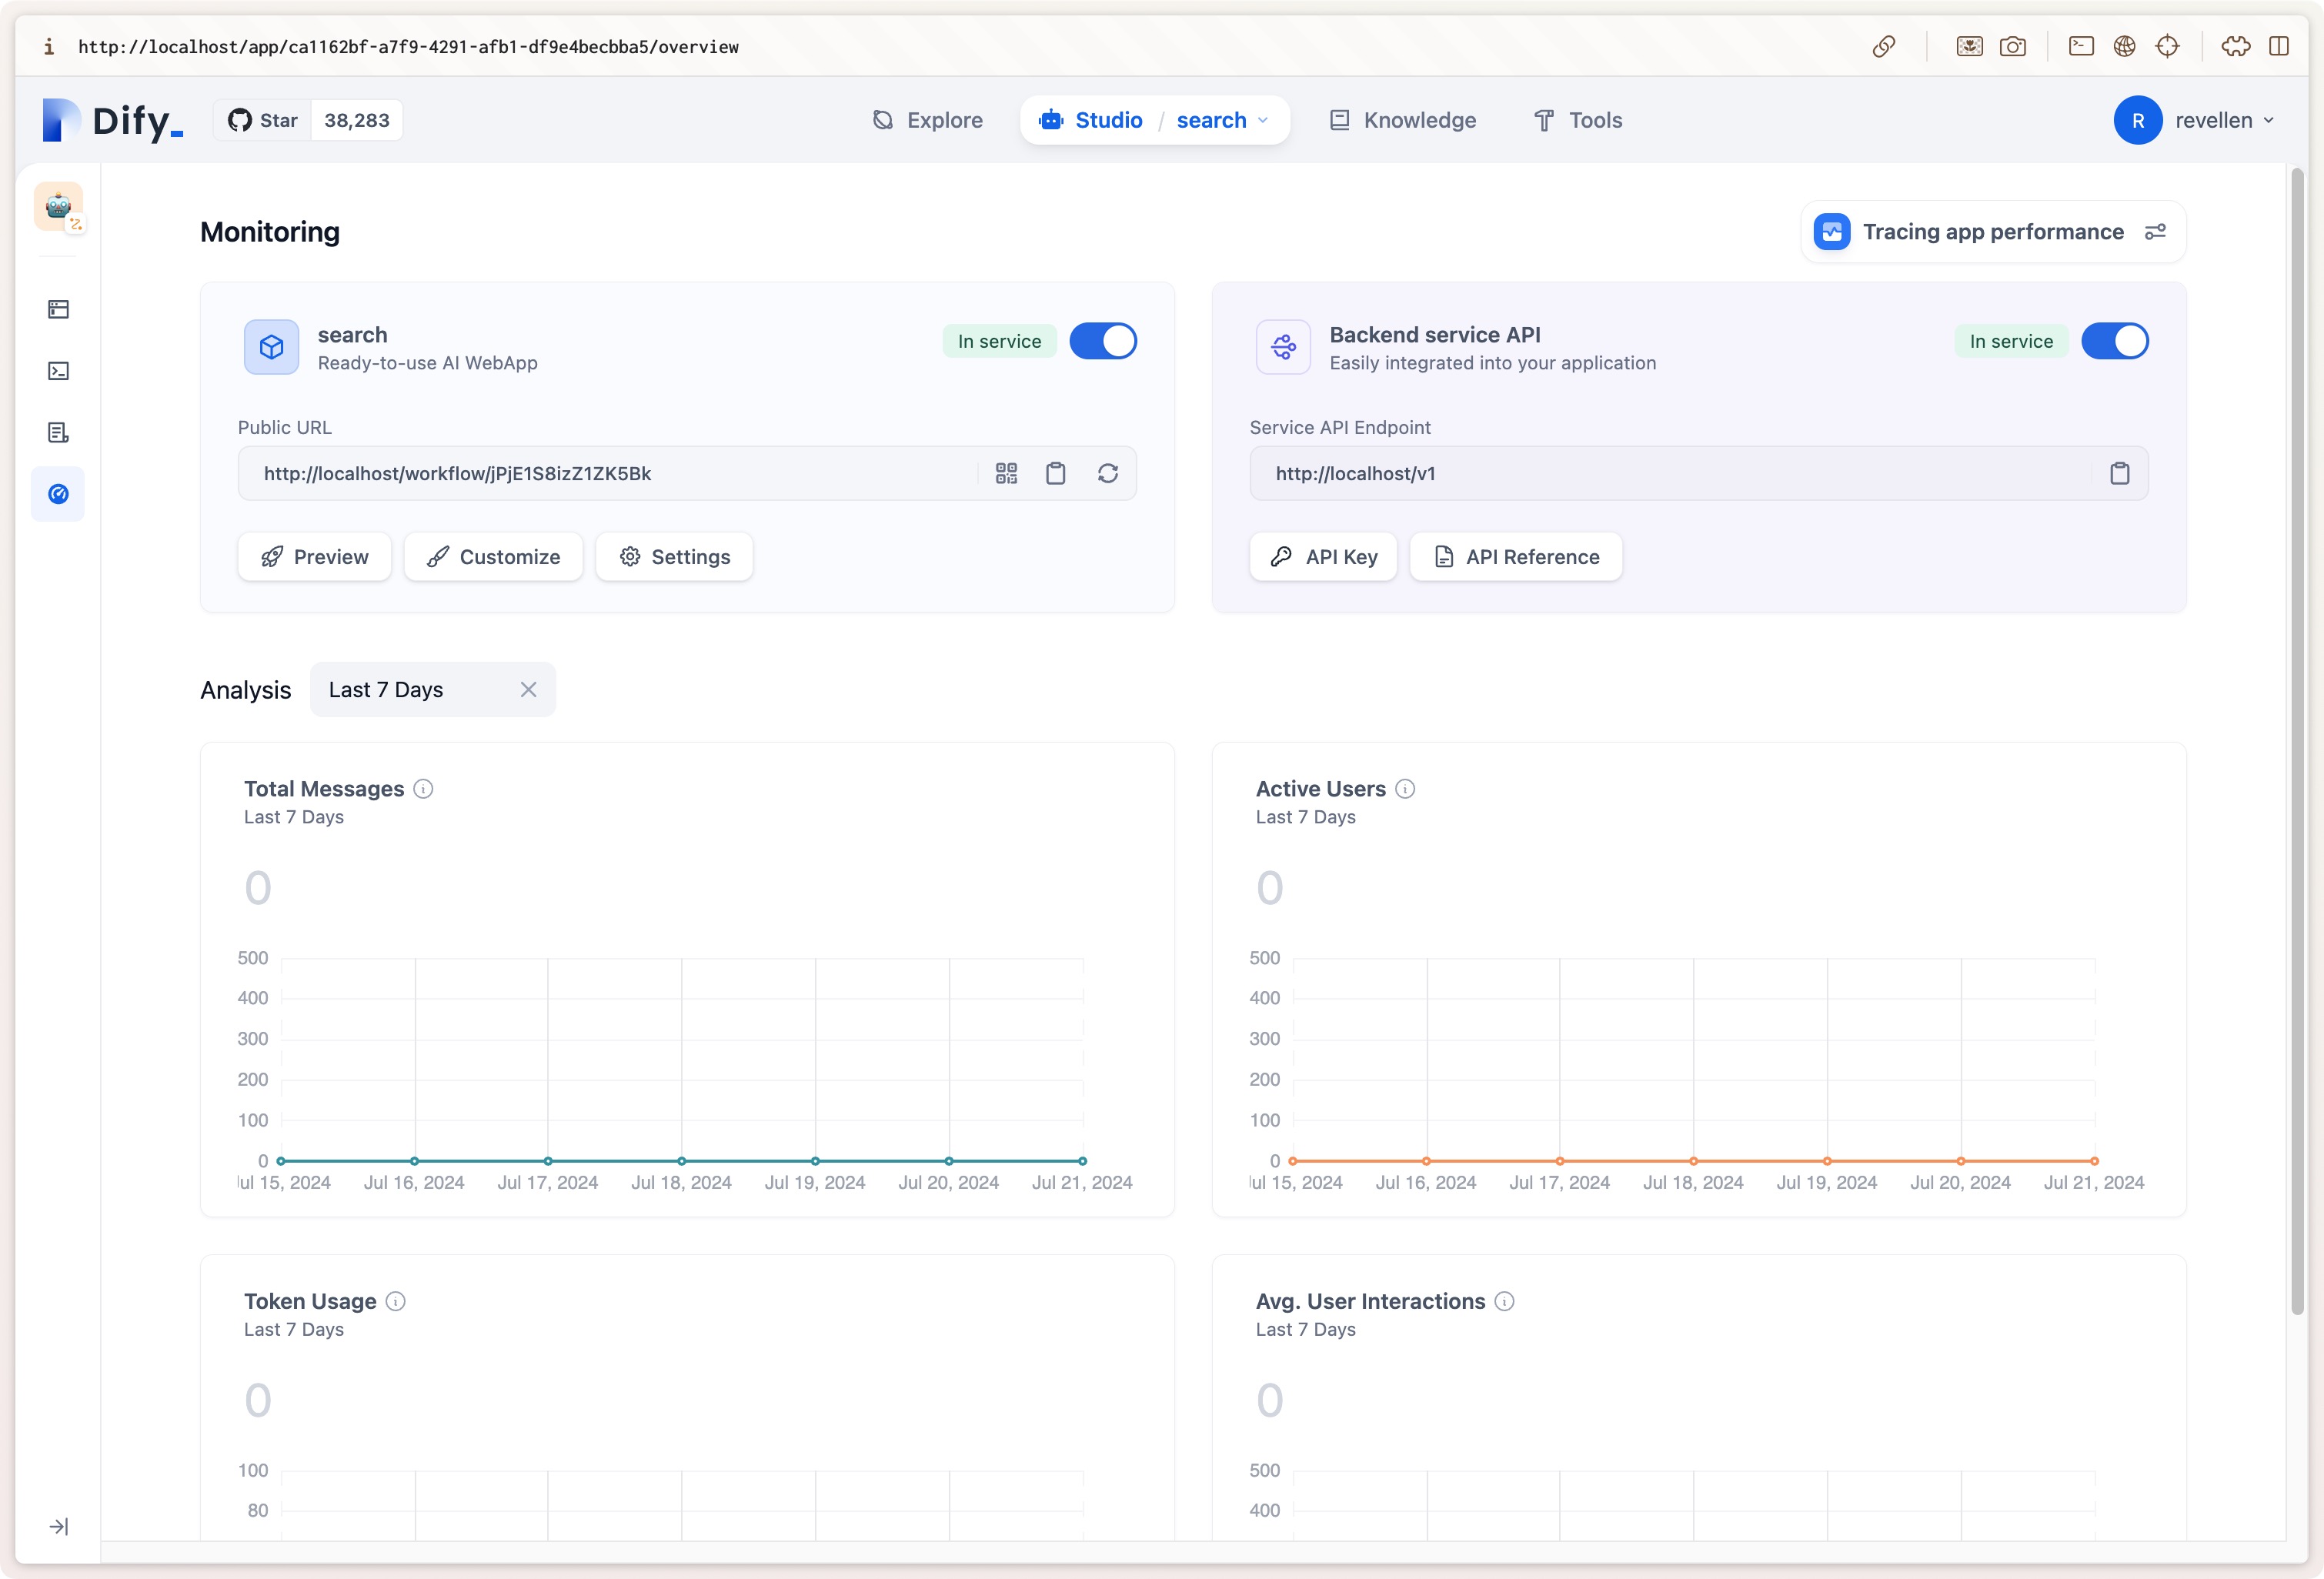 http://localhost/app/ca1162bf-a7f9-4291-afb1-df9e4becbba5/overview
Dify_
Star 38,283
Explore
Studio / search
Knowledge
Tools
R revellen
Monitoring
Tracing app performance
search
Ready-to-use AI WebApp
In service
Public URL
http://localhost/workflow/jPjE1S8izZ1ZK5Bk
Preview
Customize
Settings
Backend service API
Easily integrated into your application
In service
Service API Endpoint
http://localhost/v1
API Key
API Reference
Analysis
Last 7 Days
Total Messages
Last 7 Days
0
500
400
300
200
100
0
ul 15, 2024 Jul 16, 2024 Jul 17, 2024 Jul 18, 2024 Jul 19, 2024 Jul 20, 2024 Jul 21, 2024
Active Users
Last 7 Days
0
500
400
300
200
100
0
ul 15, 2024 Jul 16, 2024 Jul 17, 2024 Jul 18, 2024 Jul 19, 2024 Jul 20, 2024 Jul 21, 2024
Token Usage
Last 7 Days
0
100
80
Avg. User Interactions
Last 7 Days
0
500
400